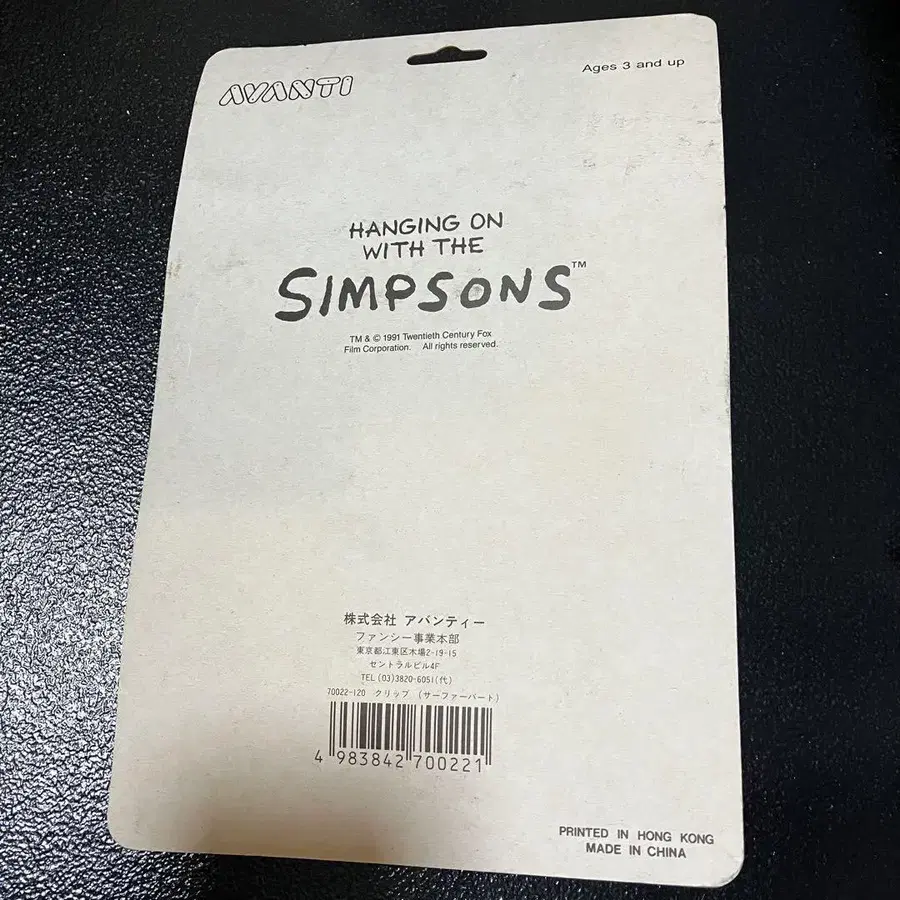 AVANTI
Ages 3 and up
HANGING ON
WITH THE
SIMPSONS™
TM & © 1991 Twentieth Century Fox
Film Corporation. All rights reserved.
株式会社 アバンティー
ファンシー事業本部
東京都江東区木場2-19-15
セントラルビル4F
TEL (03)3820-6051(代)
70022-120 クリップ (サーファーバート)
4 983842 700221
PRINTED IN HONG KONG
MADE IN CHINA